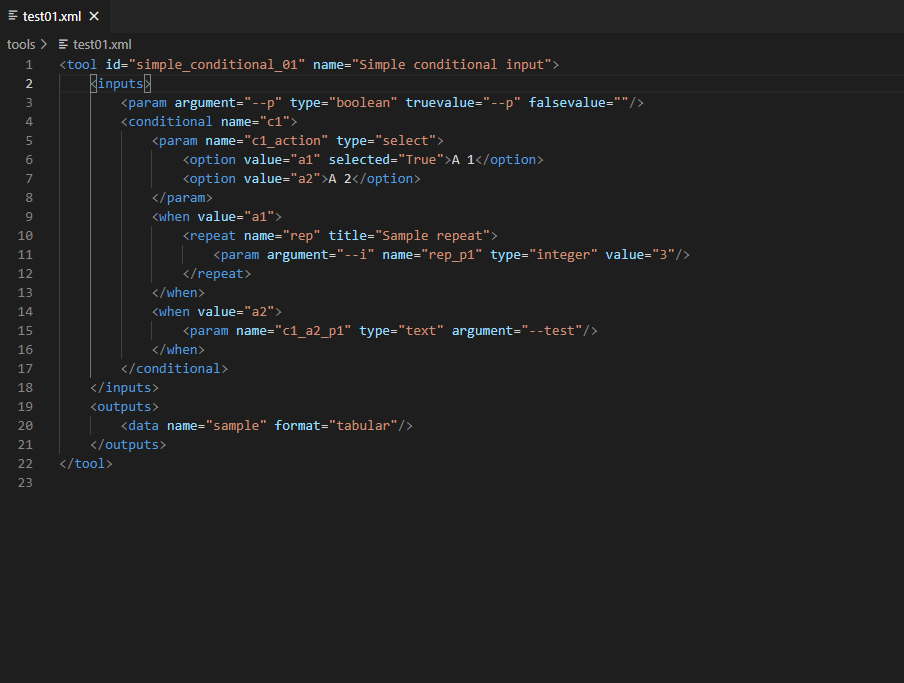 test01.xml
tools > test01.xml
1 <tool id="simple_conditional_01" name="Simple conditional input">
2     <inputs>
3         <param argument="--p" type="boolean" truevalue="--p" falsevalue=""/>
4         <conditional name="c1">
5             <param name="c1_action" type="select">
6                 <option value="a1" selected="True">A 1</option>
7                 <option value="a2">A 2</option>
8             </param>
9             <when value="a1">
10                 <repeat name="rep" title="Sample repeat">
11                     <param argument="--i" name="rep_p1" type="integer" value="3"/>
12                 </repeat>
13             </when>
14             <when value="a2">
15                 <param name="c1_a2_p1" type="text" argument="--test"/>
16             </when>
17         </conditional>
18     </inputs>
19     <outputs>
20         <data name="sample" format="tabular"/>
21     </outputs>
22 </tool>
23